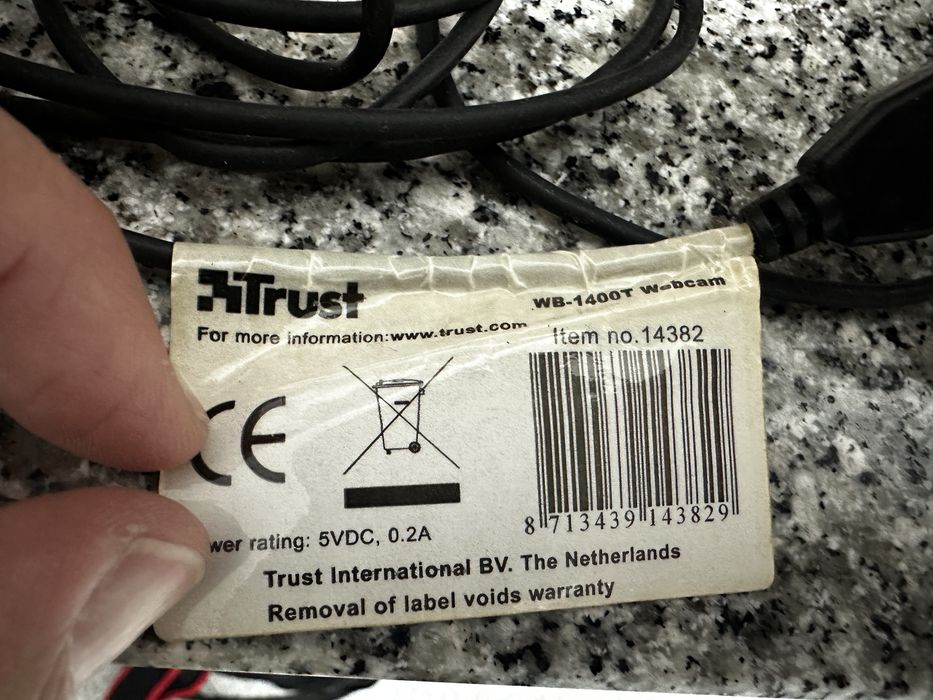 Trust
WB-1400T Webcam
For more information:www.trust.com
Item no.14382
CE
8 713439 143829
wer rating: 5VDC, 0.2A
Trust International BV. The Netherlands
Removal of label voids warranty